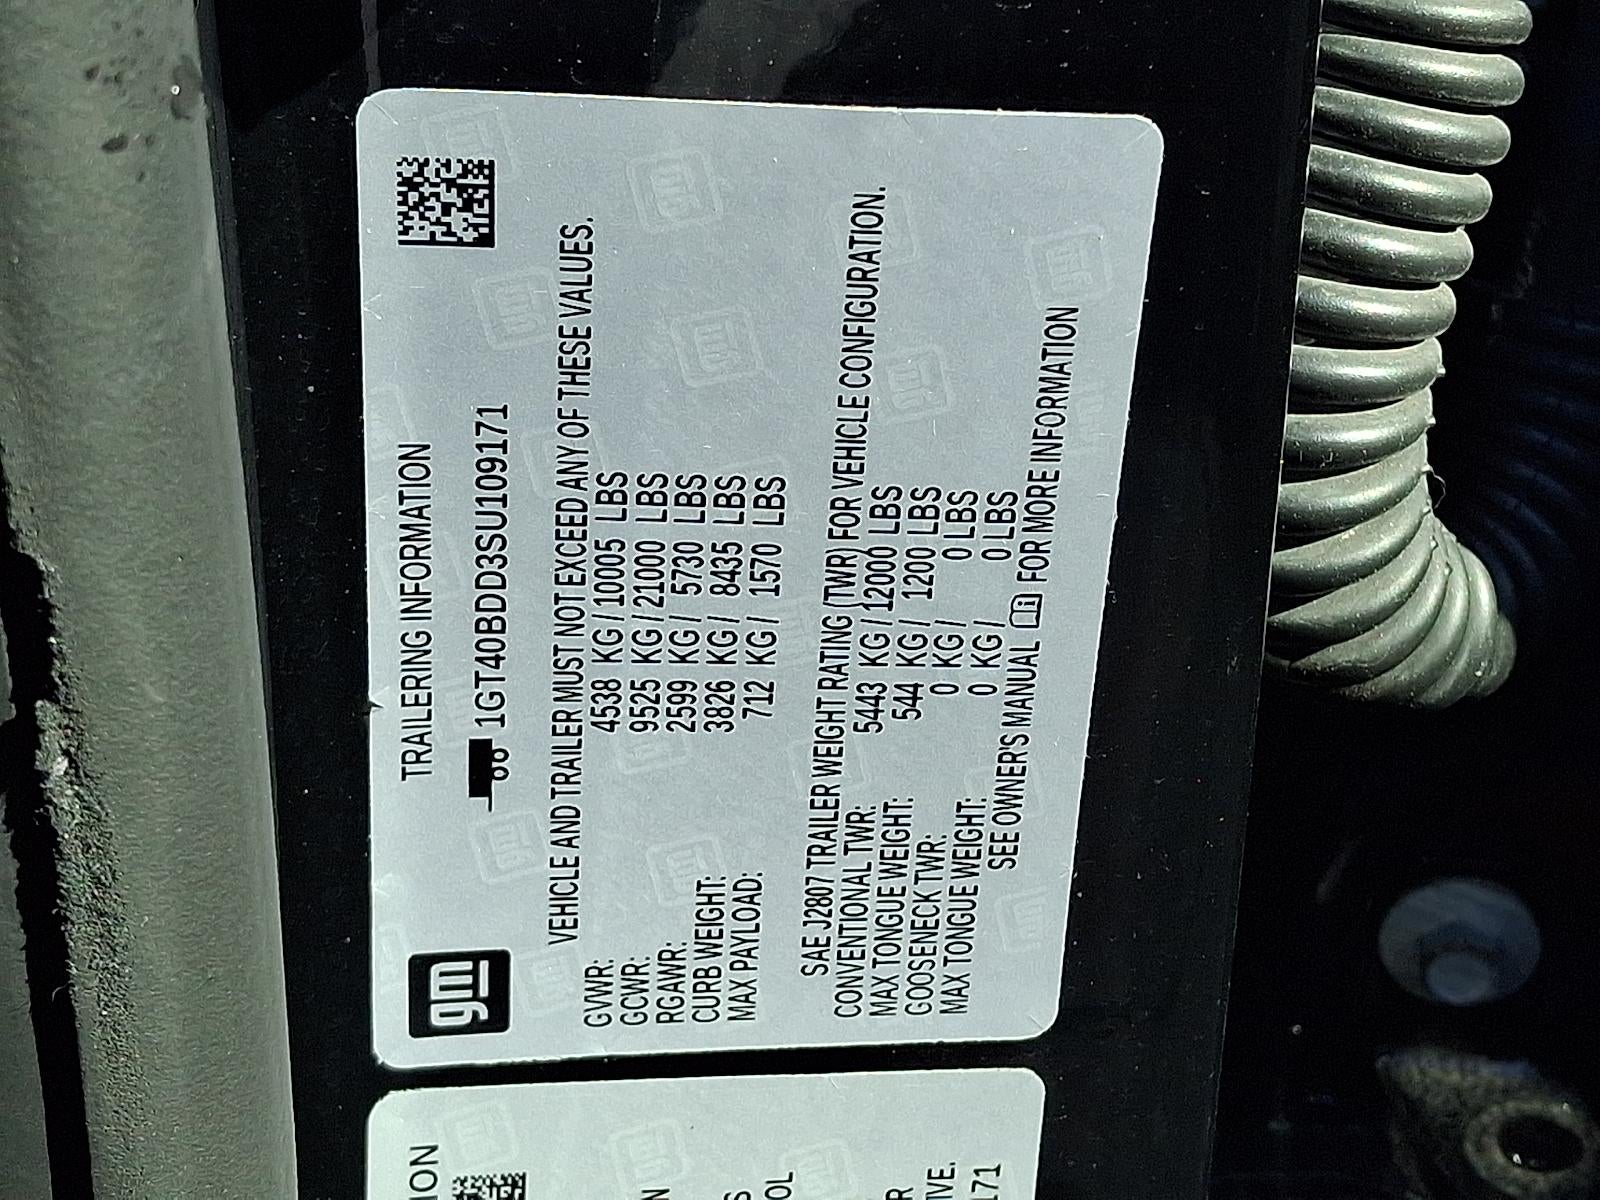 gm
TRAILERING INFORMATION
1GT40BDD3SU109171
VEHICLE AND TRAILER MUST NOT EXCEED ANY OF THESE VALUES.
GVWR: 4538 KG / 10005 LBS
GCWR: 9525 KG / 21000 LBS
RGAWR: 2599 KG / 5730 LBS
CURB WEIGHT: 3826 KG / 8435 LBS
MAX PAYLOAD: 712 KG / 1570 LBS
SAE J2807 TRAILER WEIGHT RATING (TWR) FOR VEHICLE CONFIGURATION.
CONVENTIONAL TWR: 5443 KG / 12000 LBS
MAX TONGUE WEIGHT: 544 KG / 1200 LBS
GOOSENECK TWR: 0 KG / 0 LBS
MAX TONGUE WEIGHT: 0 KG / 0 LBS
SEE OWNER'S MANUAL FOR MORE INFORMATION
ION
N
S
OL
R
IVE.
171